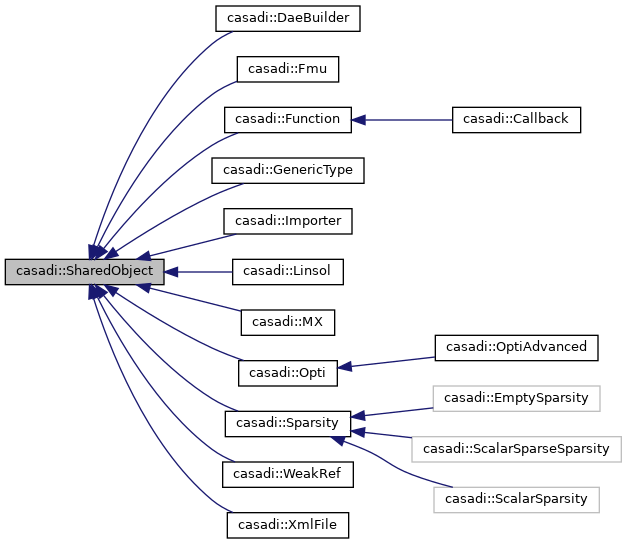 casadi::DaeBuilder
casadi::Fmu
casadi::Function
casadi::Callback
casadi::GenericType
casadi::Importer
casadi::SharedObject
casadi::Linsol
casadi::MX
casadi::OptiAdvanced
casadi::Opti
casadi::EmptySparsity
casadi::Sparsity
casadi::ScalarSparseSparsity
casadi::WeakRef
casadi::ScalarSparsity
casadi::XmlFile